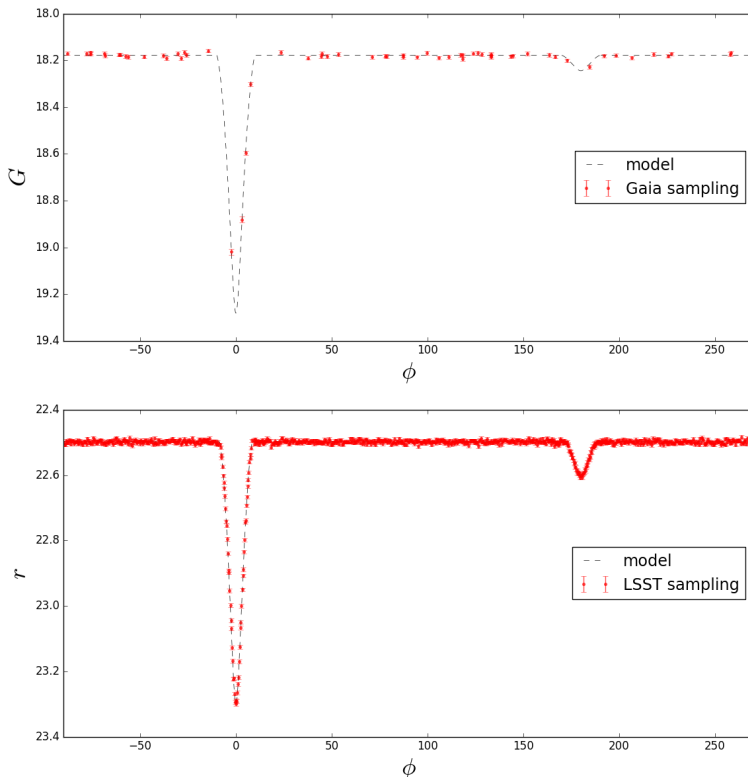 18.0
18.2
18.4
18.6
18.8
19.0
19.2
19.4
G
model
Gaia sampling
−50 0 50 100 150 200 250
ϕ
22.4
22.6
22.8
23.0
23.2
23.4
r
model
LSST sampling
−50 0 50 100 150 200 250
ϕ